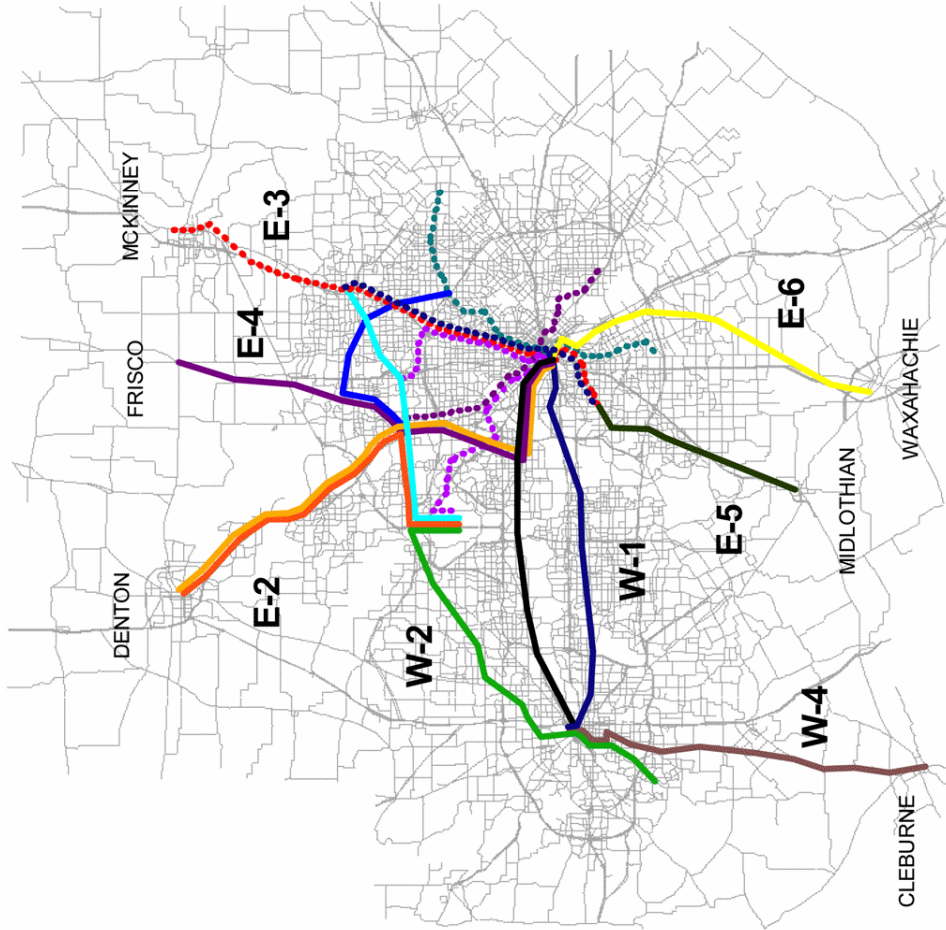 MCKINNEY
E-3
E-4
FRISCO
DENTON
E-2
W-2
W-1
E-5
E-6
WAXAHACHIE
MIDLOTHIAN
W-4
CLEBURNE